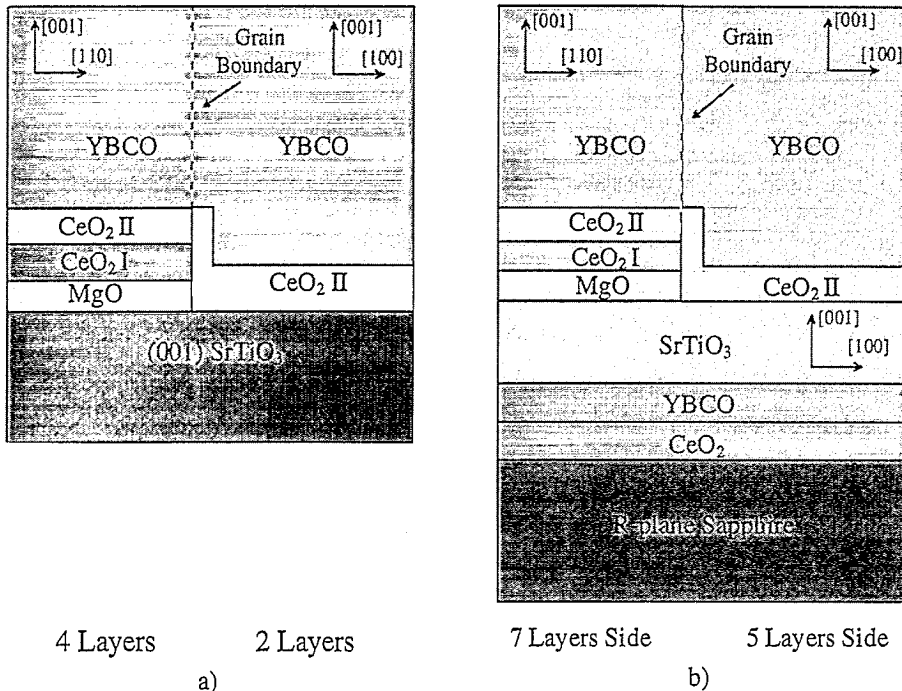 [001]
[110]
Grain
Boundary
[001]
[100]
YBCO
YBCO
CeO₂ II
CeO₂ I
MgO
CeO₂ II
(001) SrTiO₃
4 Layers
2 Layers
a)
[001]
[110]
Grain
Boundary
[001]
[100]
YBCO
YBCO
CeO₂ II
CeO₂ I
MgO
CeO₂ II
SrTiO₃
[001]
[100]
YBCO
CeO₂
R-plane Sapphire
7 Layers Side
5 Layers Side
b)